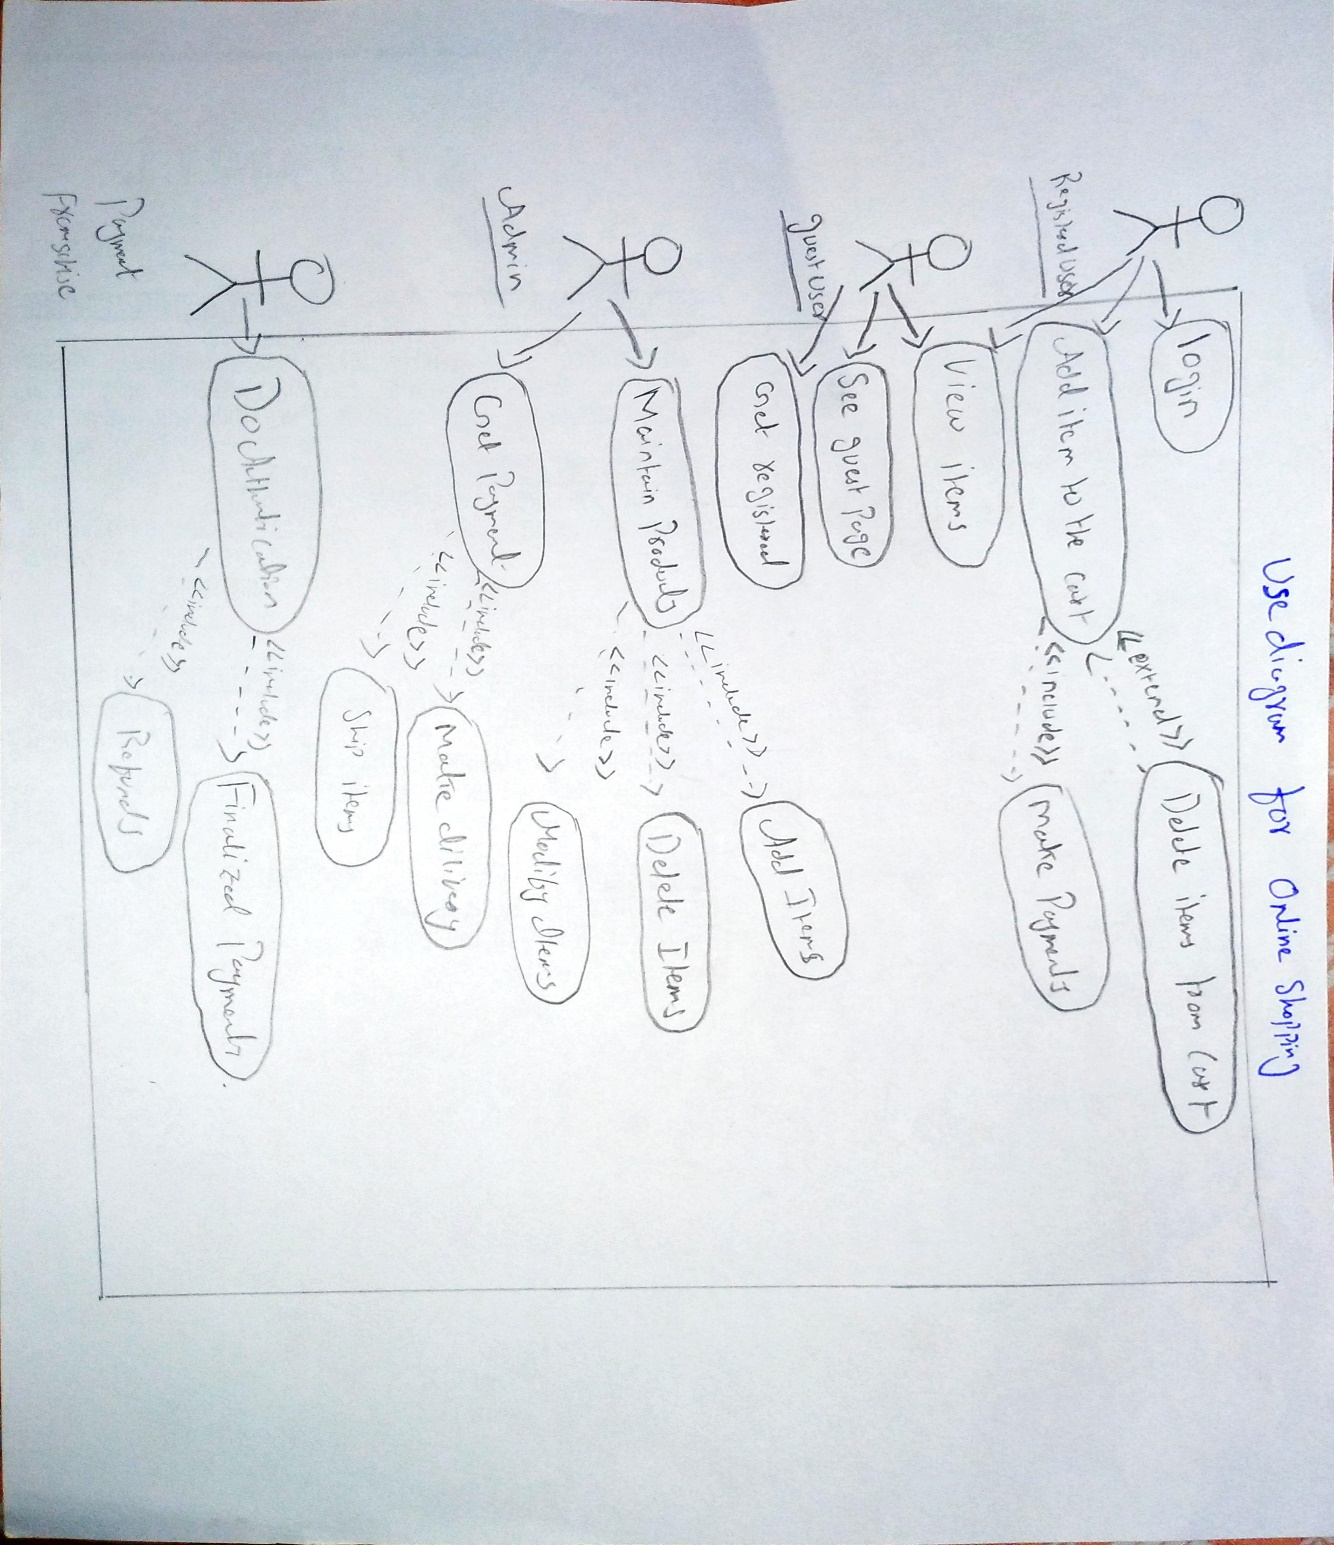 Use diagram for Online Shopping
Registered User
login
Add item to the cart
View items
<<extend>>
Delete items from Cart
<<include>>
Make Payments
guest User
See guest Page
Get registered
Admin
Maintain Products
<<include>>
Add Items
<<include>>
Delete Items
<<include>>
Modify Items
Get Payment
<<include>>
Make dilivery
<<include>>
Ship items
Payment
Do
<<include>>
Finalized Payments
<<include>>
Refunds